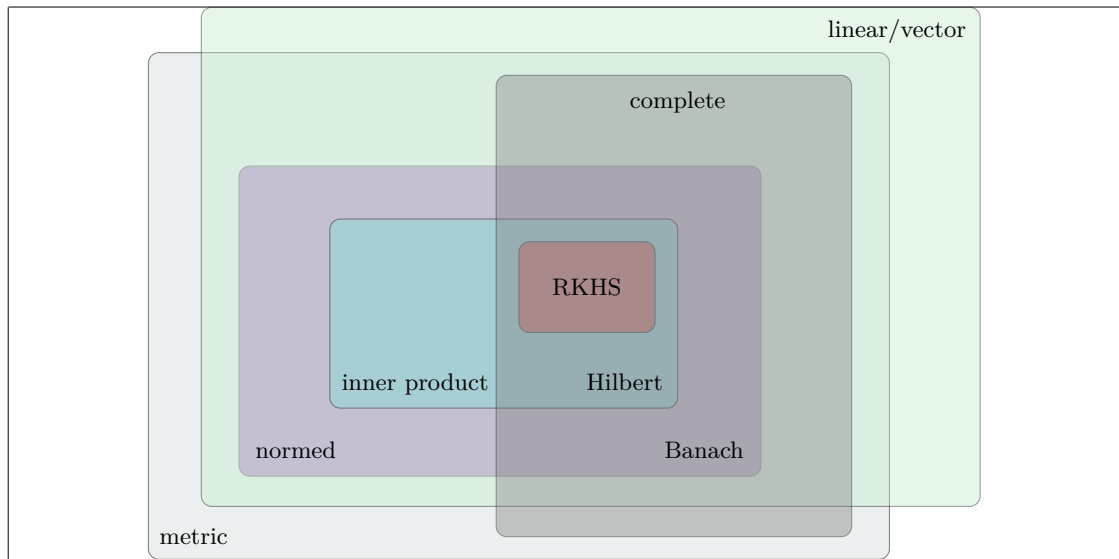 linear/vector
complete
RKHS
inner product
Hilbert
normed
Banach
metric